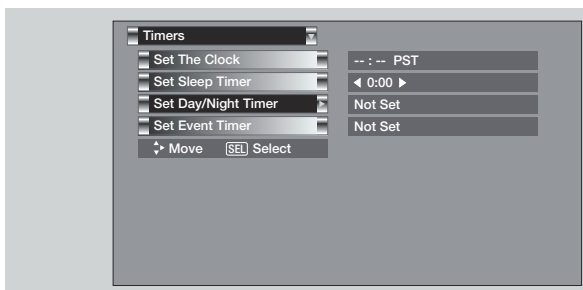 Timers
Set The Clock -- : -- PST
Set Sleep Timer 0:00
Set Day/Night Timer Not Set
Set Event Timer Not Set
Move SEL Select